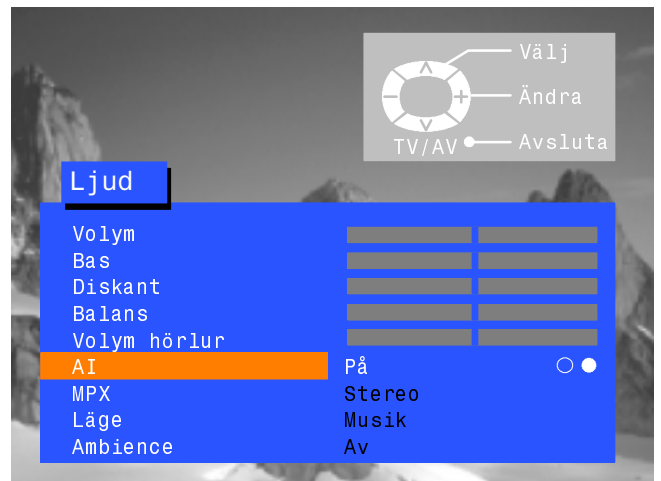 Välj
Ändra
TV/AV Avsluta
Ljud
Volym
Bas
Diskant
Balans
Volym hörlur
AI På
MPX Stereo
Läge Musik
Ambience Av